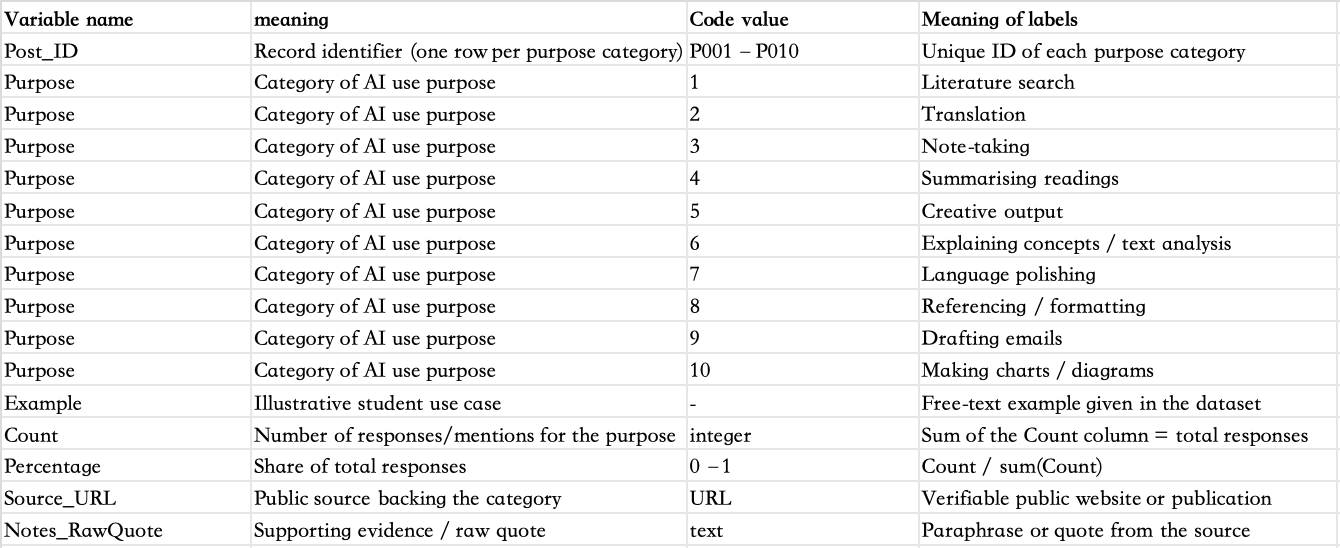 Variable name meaning Code value Meaning of labels
Post_ID Record identifier (one row per purpose category) P001 – P010 Unique ID of each purpose category
Purpose Category of AI use purpose 1 Literature search
Purpose Category of AI use purpose 2 Translation
Purpose Category of AI use purpose 3 Note-taking
Purpose Category of AI use purpose 4 Summarising readings
Purpose Category of AI use purpose 5 Creative output
Purpose Category of AI use purpose 6 Explaining concepts / text analysis
Purpose Category of AI use purpose 7 Language polishing
Purpose Category of AI use purpose 8 Referencing / formatting
Purpose Category of AI use purpose 9 Drafting emails
Purpose Category of AI use purpose 10 Making charts / diagrams
Example Illustrative student use case - Free-text example given in the dataset
Count Number of responses/mentions for the purpose integer Sum of the Count column = total responses
Percentage Share of total responses 0 – 1 Count / sum(Count)
Source_URL Public source backing the category URL Verifiable public website or publication
Notes_RawQuote Supporting evidence / raw quote text Paraphrase or quote from the source